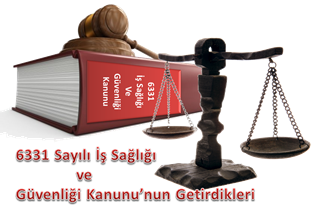 6331
İş Sağlığı
Ve
Güvenliği
Kanunu
6331 Sayılı İş Sağlığı
ve
Güvenliği Kanunu’nun Getirdikleri